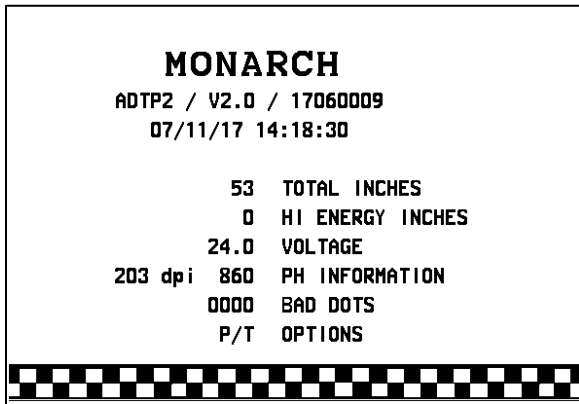 MONARCH
ADTP2 / V2.0 / 17060009
07/11/17 14:18:30
53 TOTAL INCHES
0 HI ENERGY INCHES
24.0 VOLTAGE
203 dpi 860 PH INFORMATION
0000 BAD DOTS
P/T OPTIONS